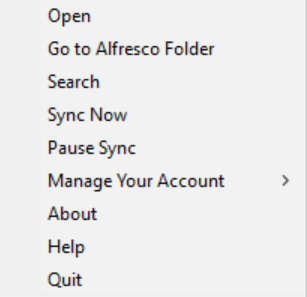 Open
Go to Alfresco Folder
Search
Sync Now
Pause Sync
Manage Your Account
About
Help
Quit